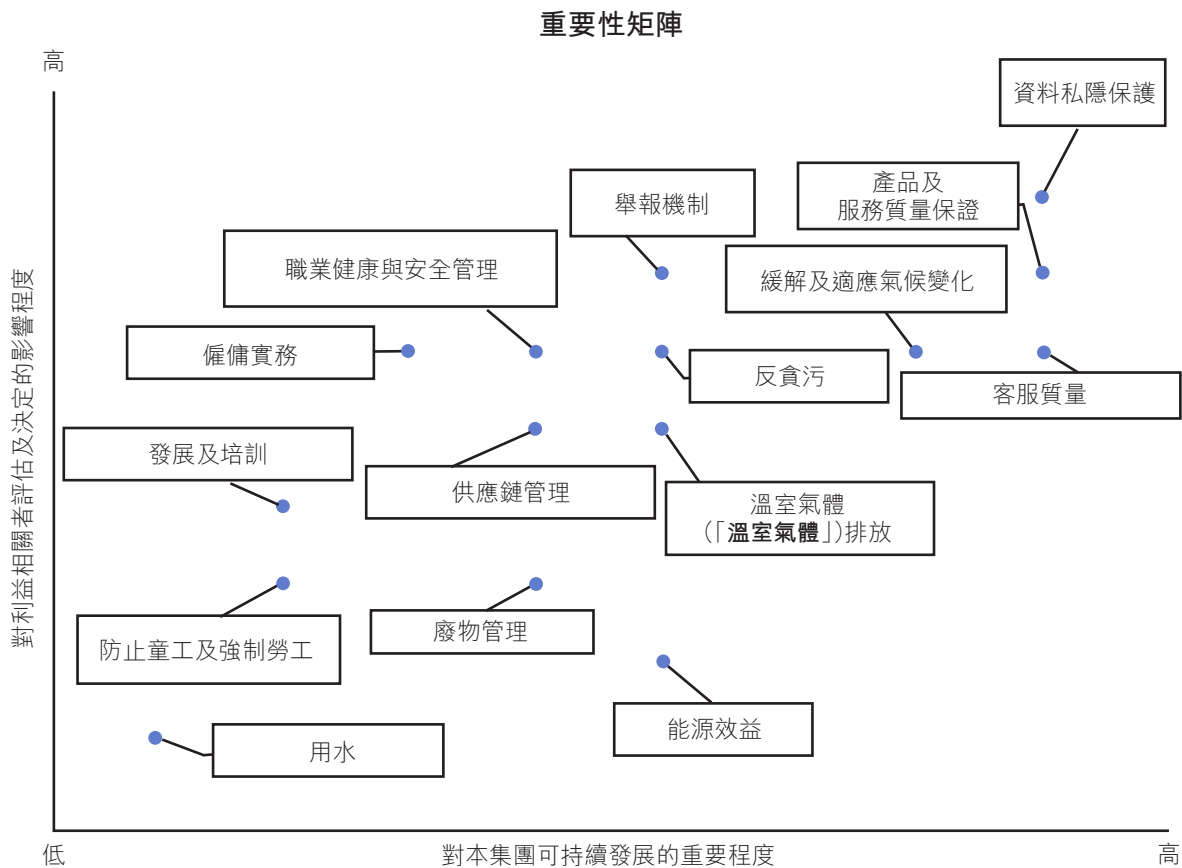 重要性矩陣
高
資料私隱保護
產品及
服務質量保證
舉報機制
職業健康與安全管理
緩解及適應氣候變化
僱傭實務
反貪污
客服質量
發展及培訓
供應鏈管理
溫室氣體
(「溫室氣體」)排放
防止童工及強制勞工
廢物管理
能源效益
用水
對利益相關者評估及決定的影響程度
低
對本集團可持續發展的重要程度
高